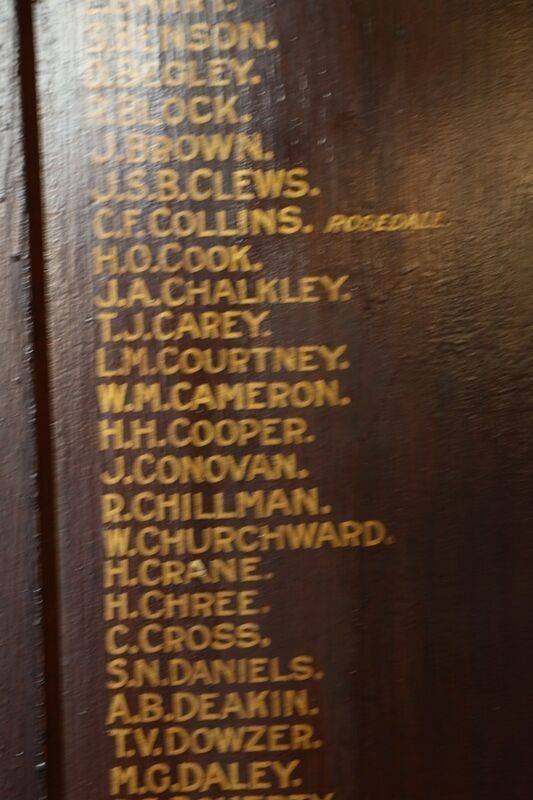 S.BENSON.
D.BEGLEY.
R.BLOCK.
J.BROWN.
J.S.B.CLEWS.
C.F.COLLINS. ROSEDALE.
H.O.COOK.
J.A.CHALKLEY.
T.J.CAREY.
L.M.COURTNEY.
W.M.CAMERON.
H.H.COOPER.
J.CONOVAN.
R.CHILLMAN.
W.CHURCHWARD.
H.CRANE.
H.CHREE.
C.CROSS.
S.N.DANIELS.
A.B.DEAKIN.
T.V.DOWZER.
M.G.DALEY.